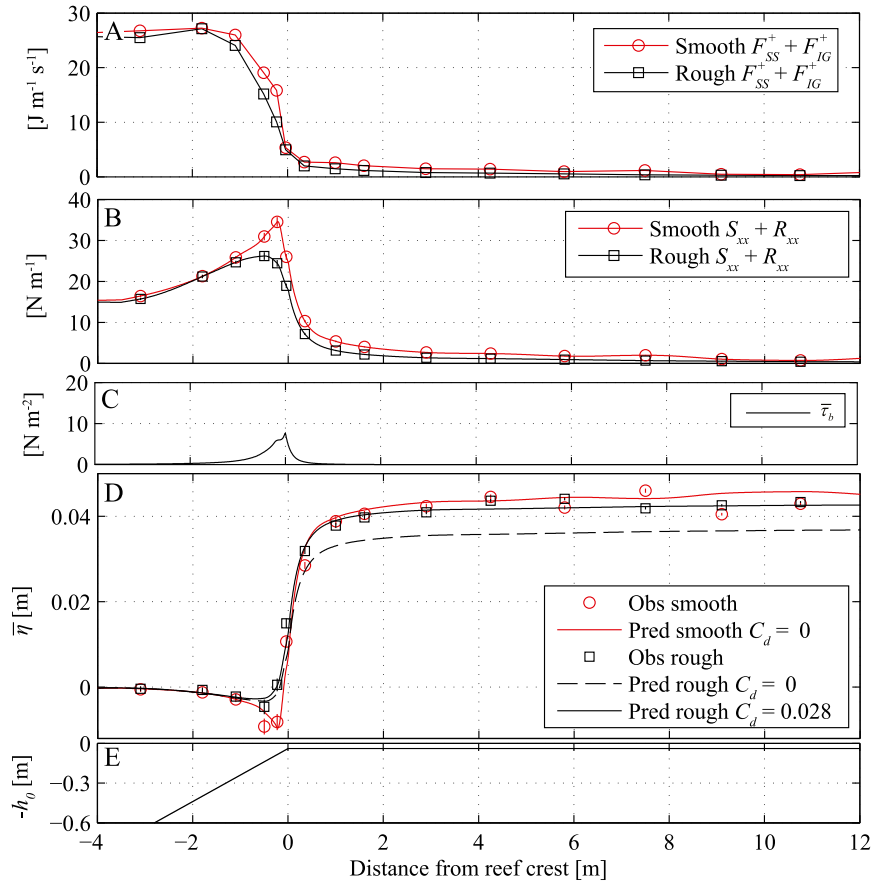 A
[J m⁻¹ s⁻¹]
30
20
10
0
Smooth F⁺SS + F⁺IG
Rough F⁺SS + F⁺IG
B
[N m⁻¹]
40
30
20
10
0
Smooth Sxx + Rxx
Rough Sxx + Rxx
C
[N m⁻²]
20
10
0
τ̅b
D
η̅ [m]
0.04
0.02
0
Obs smooth
Pred smooth Cd = 0
Obs rough
Pred rough Cd = 0
Pred rough Cd = 0.028
E
-h0 [m]
0
−0.3
−0.6
−4 −2 0 2 4 6 8 10 12
Distance from reef crest [m]